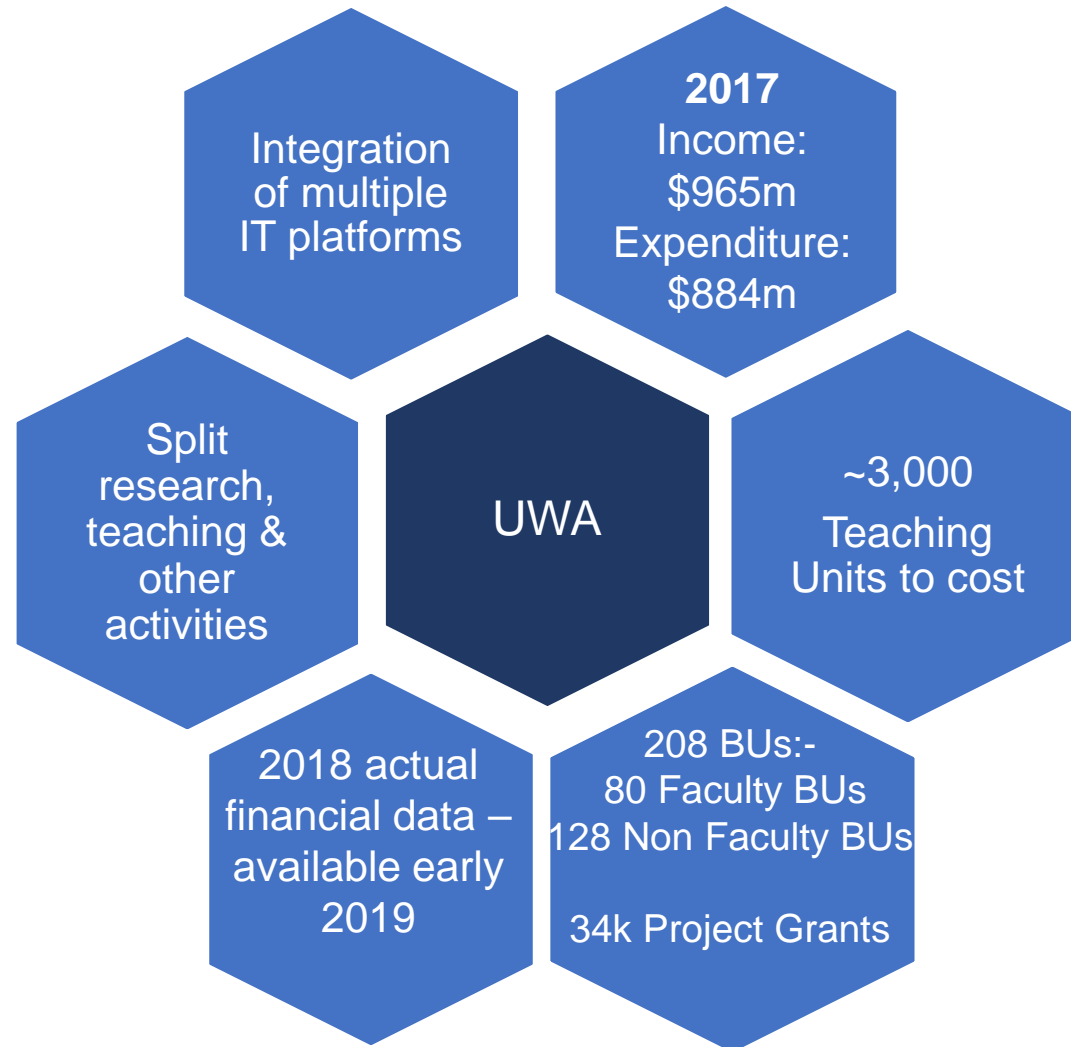 Integration
of multiple
IT platforms
2017
Income:
$965m
Expenditure:
$884m
Split
research,
teaching &
other
activities
UWA
~3,000
Teaching
Units to cost
2018 actual
financial data –
available early
2019
208 BUs:-
80 Faculty BUs
128 Non Faculty BUs
34k Project Grants